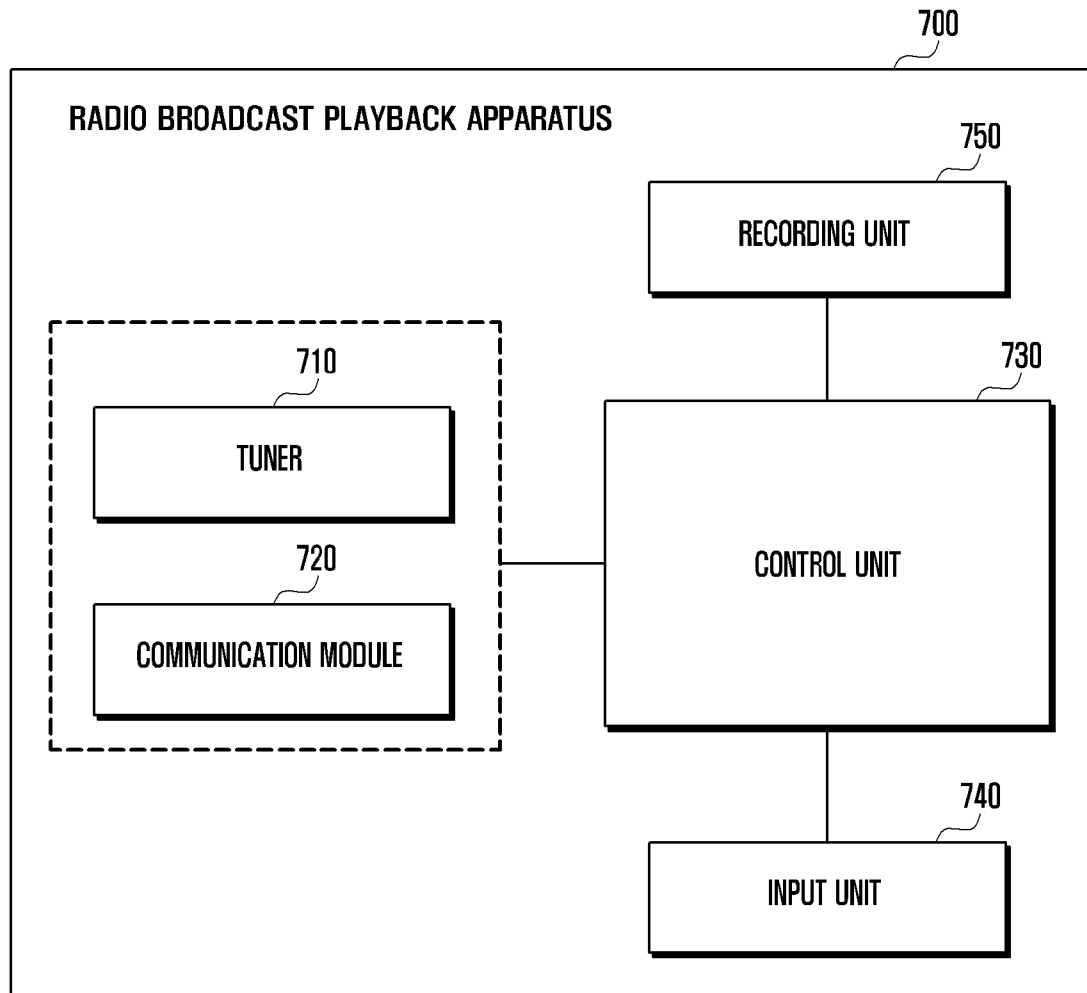 700
RADIO BROADCAST PLAYBACK APPARATUS
750
RECORDING UNIT
710
TUNER
720
COMMUNICATION MODULE
730
CONTROL UNIT
740
INPUT UNIT